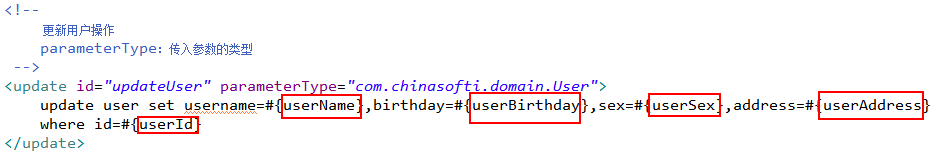 <!--
更新用户操作
parameterType：传入参数的类型
-->
<update id="updateUser" parameterType="com.chinasofti.domain.User">
update user set username=#{userName},birthday=#{userBirthday},sex=#{userSex},address=#{userAddress}
where id=#{userId}
</update>